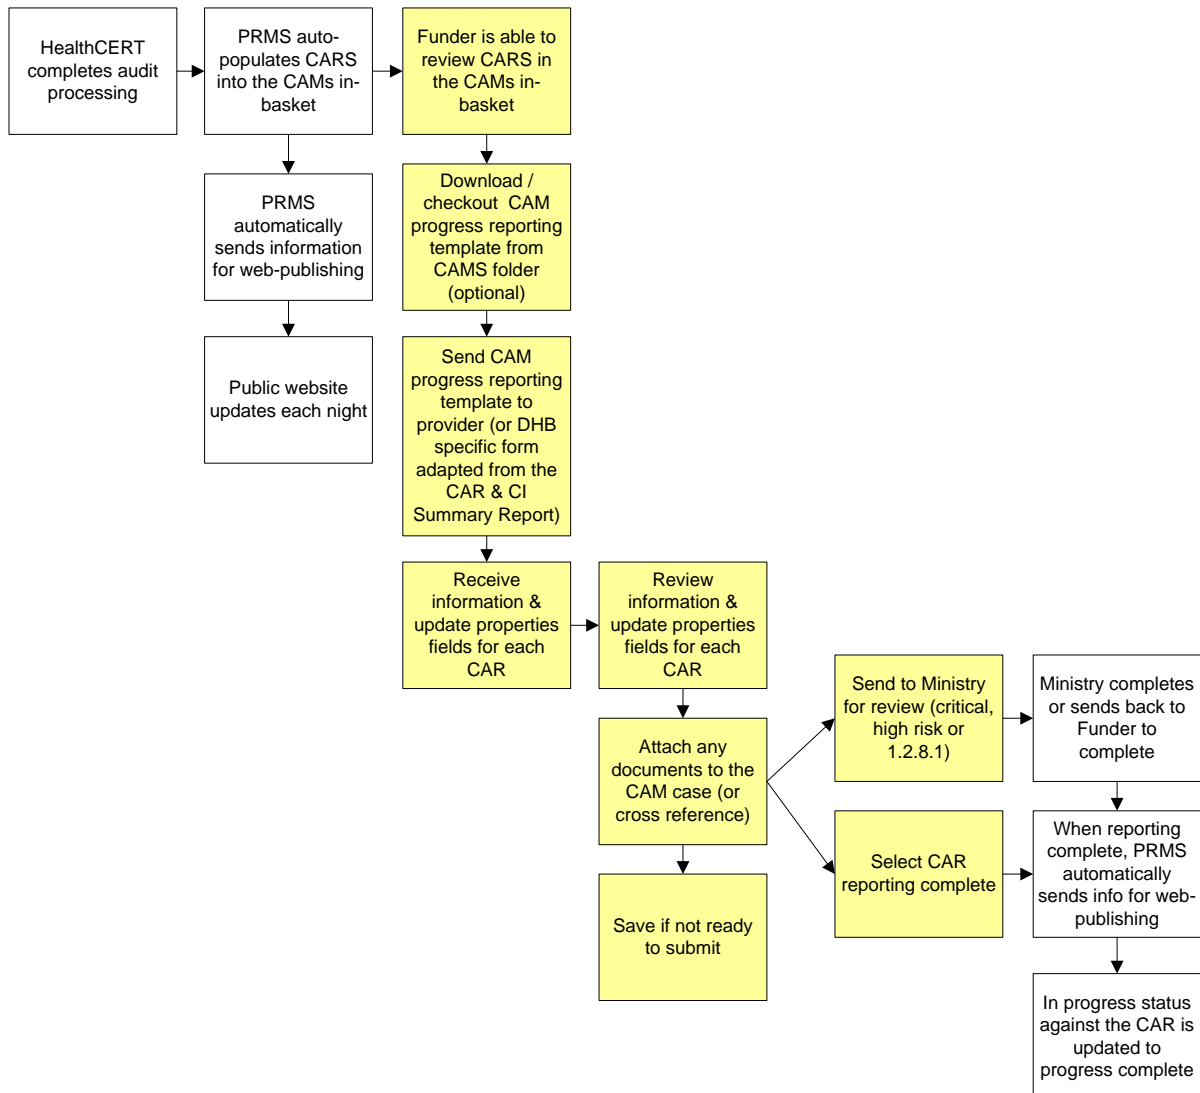 HealthCERT
completes audit
processing
PRMS auto-
populates CARS
into the CAMs in-
basket
Funder is able to
review CARS in
the CAMs in-
basket
PRMS
automatically
sends information
for web-publishing
Download /
checkout  CAM
progress reporting
template from
CAMS folder
(optional)
Public website
updates each night
Send CAM
progress reporting
template to
provider (or DHB
specific form
adapted from the
CAR & CI
Summary Report)
Receive
information &
update properties
fields for each
CAR
Review
information &
update properties
fields for each
CAR
Attach any
documents to the
CAM case (or
cross reference)
Save if not ready
to submit
Send to Ministry
for review (critical,
high risk or
1.2.8.1)
Ministry completes
or sends back to
Funder to
complete
Select CAR
reporting complete
When reporting
complete, PRMS
automatically
sends info for web-
publishing
In progress status
against the CAR is
updated to
progress complete